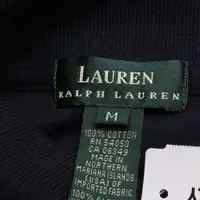 LAUREN
RALPH LAUREN
M
100% COTTON
RN 54050
CA 08349
MADE IN
NORTHERN
MARIANA ISLANDS
(USA) OF
IMPORTED FABRIC